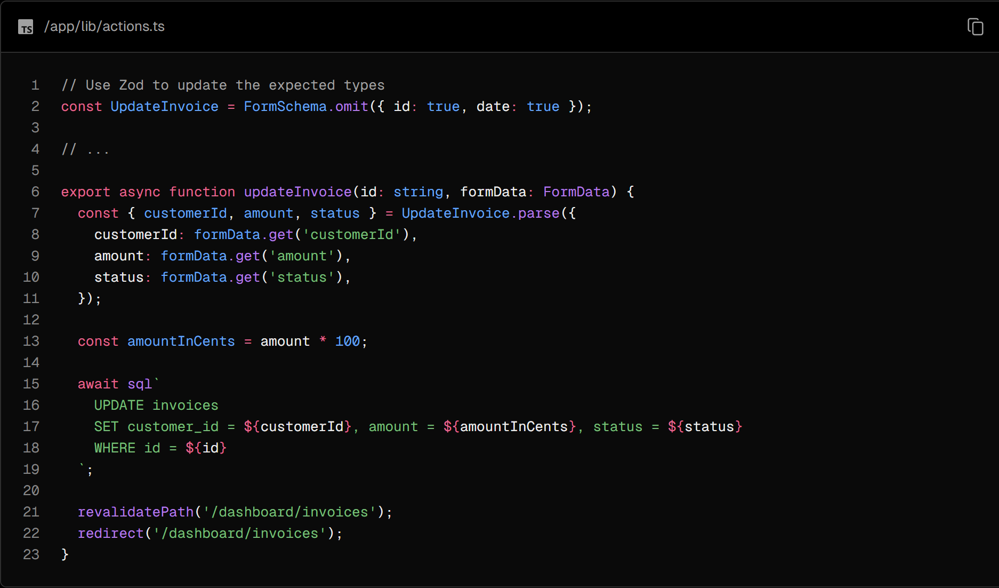 TS /app/lib/actions.ts
1 // Use Zod to update the expected types
2 const UpdateInvoice = FormSchema.omit({ id: true, date: true });
3
4 // ...
5
6 export async function updateInvoice(id: string, formData: FormData) {
7   const { customerId, amount, status } = UpdateInvoice.parse({
8     customerId: formData.get('customerId'),
9     amount: formData.get('amount'),
10     status: formData.get('status'),
11   });
12
13   const amountInCents = amount * 100;
14
15   await sql`
16     UPDATE invoices
17     SET customer_id = ${customerId}, amount = ${amountInCents}, status = ${status}
18     WHERE id = ${id}
19   `;
20
21   revalidatePath('/dashboard/invoices');
22   redirect('/dashboard/invoices');
23 }